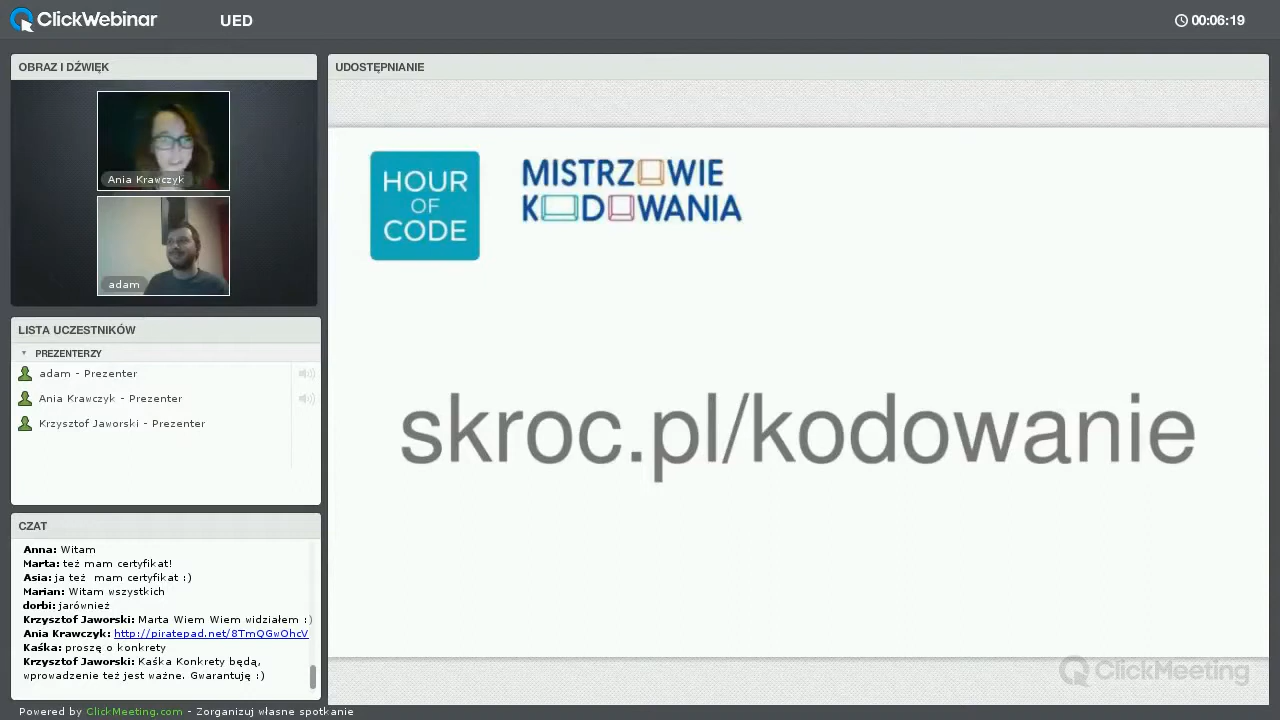 ClickWebinar
UED
00:06:19
OBRAZ I DŹWIĘK
Ania Krawczyk
adam
LISTA UCZESTNIKÓW
PREZENTERZY
adam - Prezenter
Ania Krawczyk - Prezenter
Krzysztof Jaworski - Prezenter
CZAT
Anna: Witam
Marta: też mam certyfikat!
Asia: ja też mam certyfikat :)
Marian: Witam wszystkich
dorbi: jarównież
Krzysztof Jaworski: Marta Wiem Wiem widziałem :)
Ania Krawczyk: http://piratepad.net/8TmQGwOhcV
Kaśka: proszę o konkrety
Krzysztof Jaworski: Kaśka Konkrety będą,
wprowadzenie też jest ważne. Gwarantuję :)
UDOSTĘPNIANIE
HOUR
OF
CODE
MISTRZOWIE
KODOWANIA
skroc.pl/kodowanie
ClickMeeting
Powered by ClickMeeting.com - Zorganizuj własne spotkanie